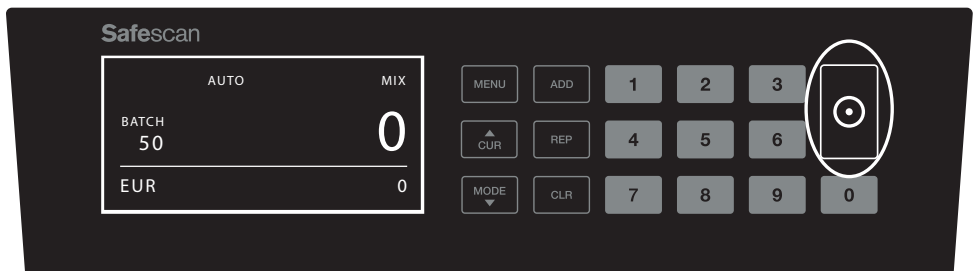 Safescan
AUTO MIX
BATCH
50
0
EUR 0
MENU ADD 1 2 3
CUR REP 4 5 6
MODE CLR 7 8 9 0